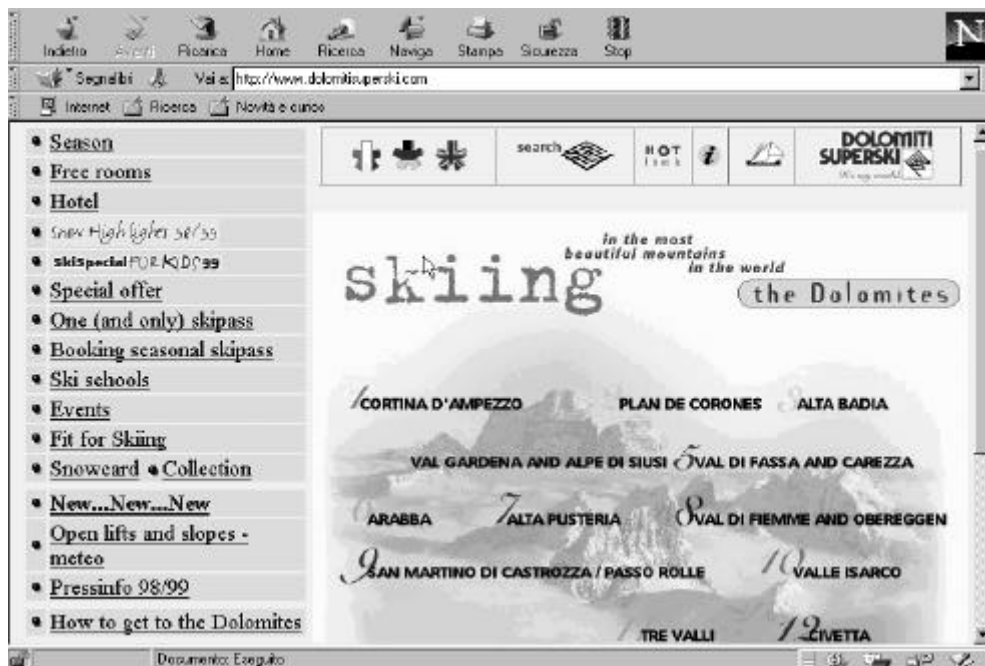 Indietro Avanti Ricarica Home Ricerca Naviga Stampa Sicurezza Stop
N
Segnalibri Vai a: http://www.dolomitisuperski.com
Internet Ricerca Novità e curios
Season
Free rooms
Hotel
Snow Highlights 98/99
SkiSpecial FOR KIDS 99
Special offer
One (and only) skipass
Booking seasonal skipass
Ski schools
Events
Fit for Skiing
Snowcard Collection
New...New...New
Open lifts and slopes -
meteo
Pressinfo 98/99
How to get to the Dolomites
search HOT i DOLOMITI
SUPERSKI
in the most
beautiful mountains
in the world
skiing
the Dolomites
1 CORTINA D'AMPEZZO PLAN DE CORONES 3 ALTA BADIA
VAL GARDENA AND ALPE DI SIUSI 5 VAL DI FASSA AND CAREZZA
6 ARABBA 7 ALTA PUSTERIA 8 VAL DI FIEMME AND OBEREGGEN
9 SAN MARTINO DI CASTROZZA / PASSO ROLLE 10 VALLE ISARCO
TRE VALLI 12 CIVETTA
Documento: Eseguito